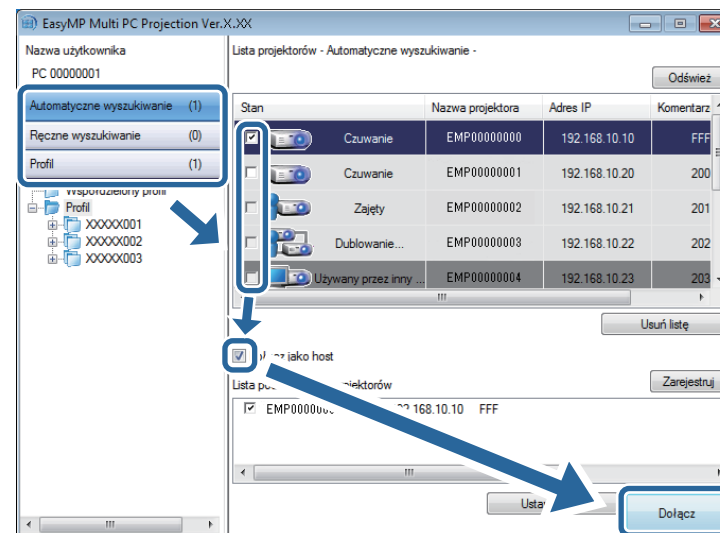 EasyMP Multi PC Projection Ver.X.XX
Nazwa użytkownika
PC 00000001
Automatyczne wyszukiwanie (1)
Ręczne wyszukiwanie (0)
Profil (1)
Współdzielony profil
Profil
XXXXX001
XXXXX002
XXXXX003
Lista projektorów - Automatyczne wyszukiwanie -
Odśwież
Stan Nazwa projektora Adres IP Komentarz
Czuwanie EMP00000000 192.168.10.10 FFF
Czuwanie EMP00000001 192.168.10.20 200
Zajęty EMP00000002 192.168.10.21 201
Dublowanie... EMP00000003 192.168.10.22 202
Używany przez inny ... EMP00000004 192.168.10.23 203
Usuń listę
jako host
Zarejestruj
FFF
Dołącz